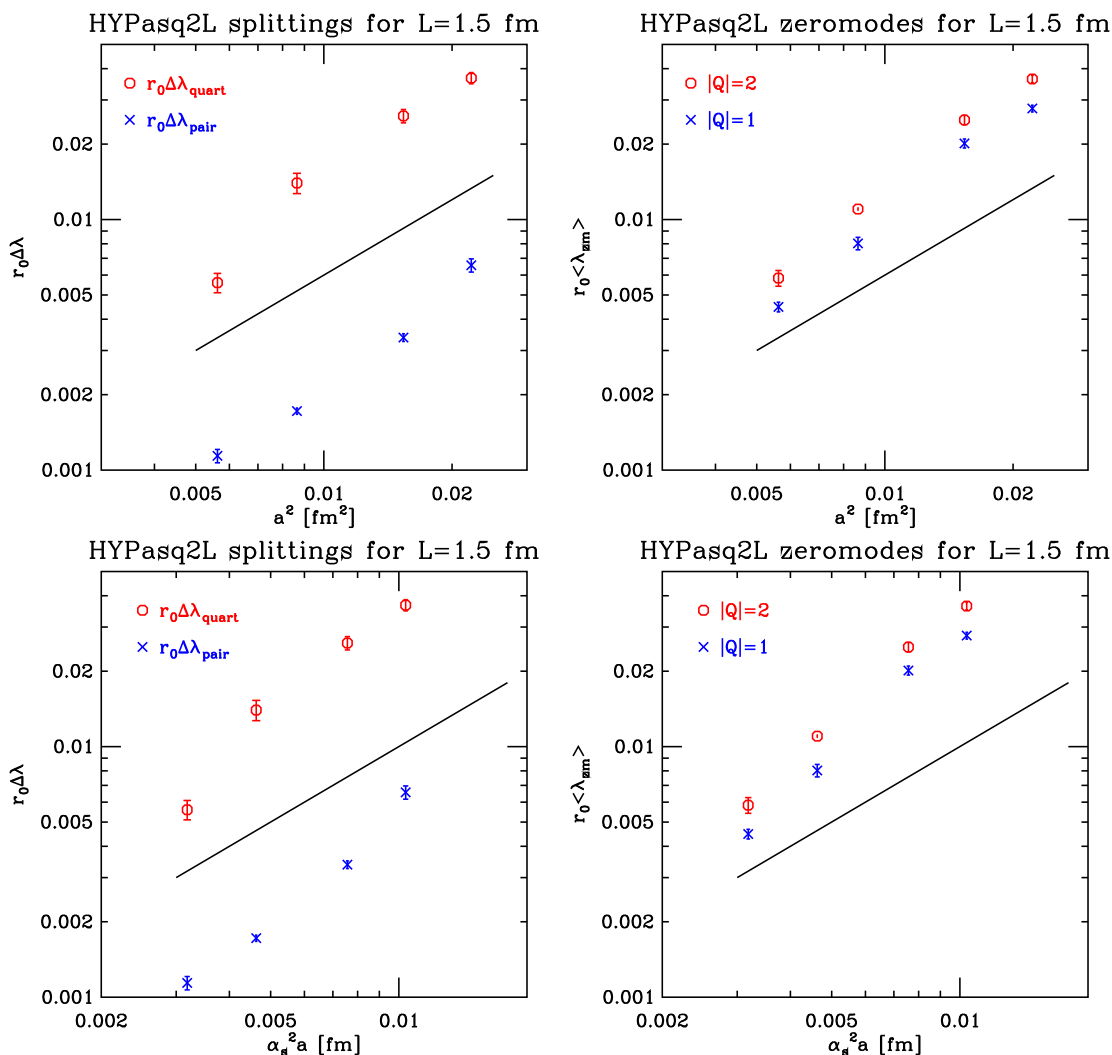 HYPasq2L splittings for L=1.5 fm
r₀Δλquart
r₀Δλpair
0.02
0.01
0.005
0.002
0.001
r₀Δλ
0.005 0.01 0.02
a² [fm²]
HYPasq2L zeromodes for L=1.5 fm
|Q|=2
|Q|=1
0.02
0.01
0.005
0.002
0.001
r₀<λzm>
0.005 0.01 0.02
a² [fm²]
HYPasq2L splittings for L=1.5 fm
r₀Δλquart
r₀Δλpair
0.02
0.01
0.005
0.002
0.001
r₀Δλ
0.002 0.005 0.01
αs²a [fm]
HYPasq2L zeromodes for L=1.5 fm
|Q|=2
|Q|=1
0.02
0.01
0.005
0.002
0.001
r₀<λzm>
0.002 0.005 0.01
αs²a [fm]